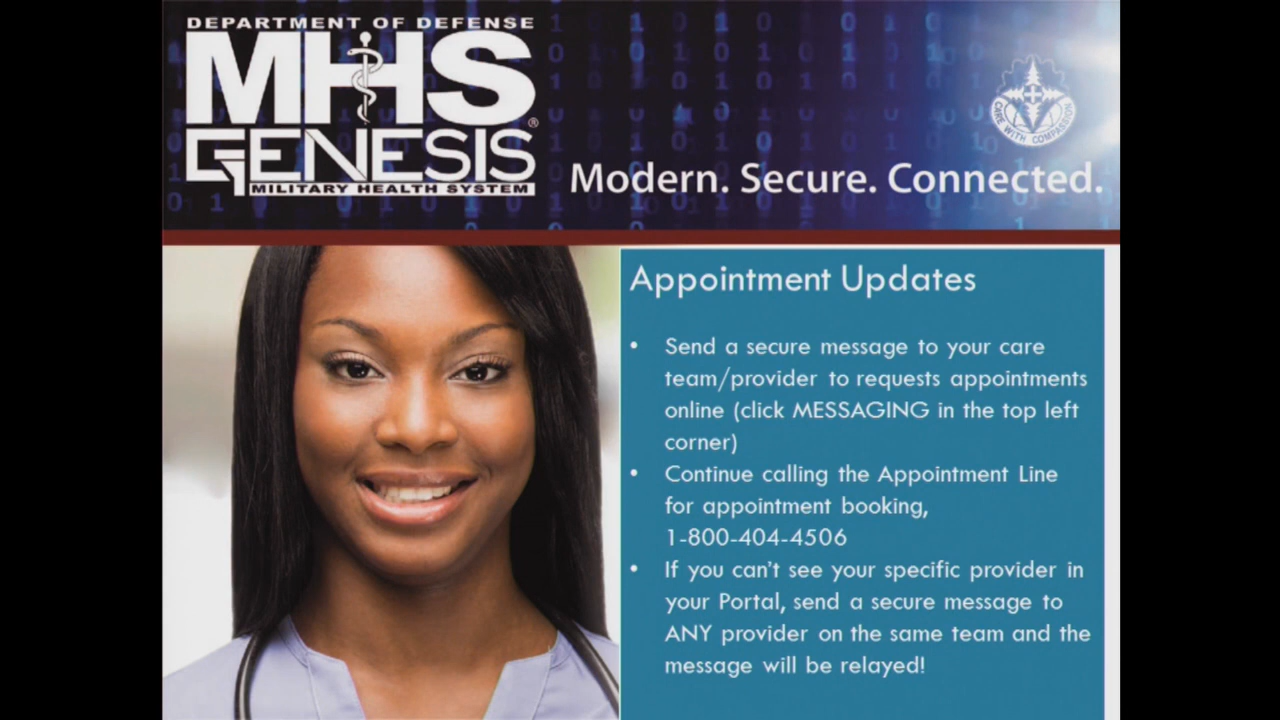 DEPARTMENT OF DEFENSE
MHS
GENESIS®
MILITARY HEALTH SYSTEM
Modern. Secure. Connected.
CARE WITH COMPASSION
Appointment Updates
• Send a secure message to your care
team/provider to requests appointments
online (click MESSAGING in the top left
corner)
• Continue calling the Appointment Line
for appointment booking,
1-800-404-4506
• If you can't see your specific provider in
your Portal, send a secure message to
ANY provider on the same team and the
message will be relayed!